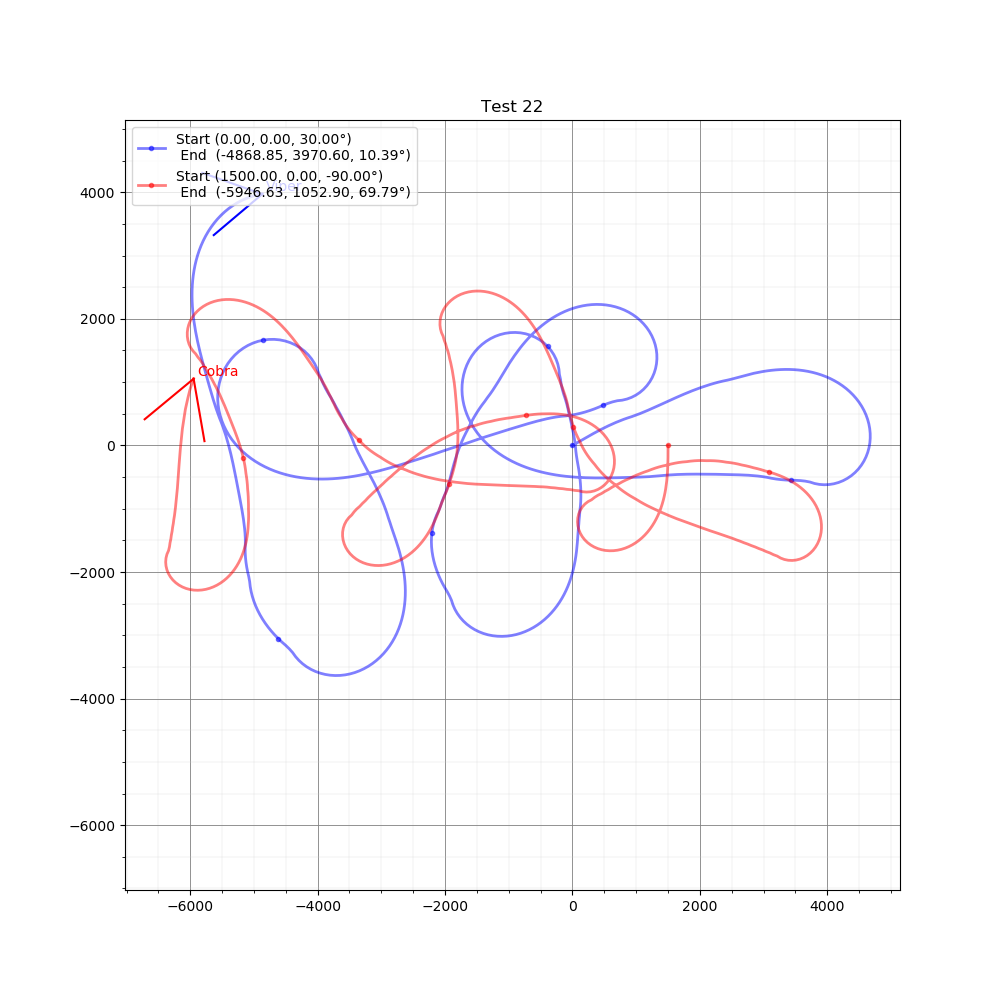 Test 22
Start (0.00, 0.00, 30.00°)
End (-4868.85, 3970.60, 10.39°)
Start (1500.00, 0.00, -90.00°)
End (-5946.63, 1052.90, 69.79°)
Viper
Cobra
4000
2000
0
−2000
−4000
−6000
−6000 −4000 −2000 0 2000 4000